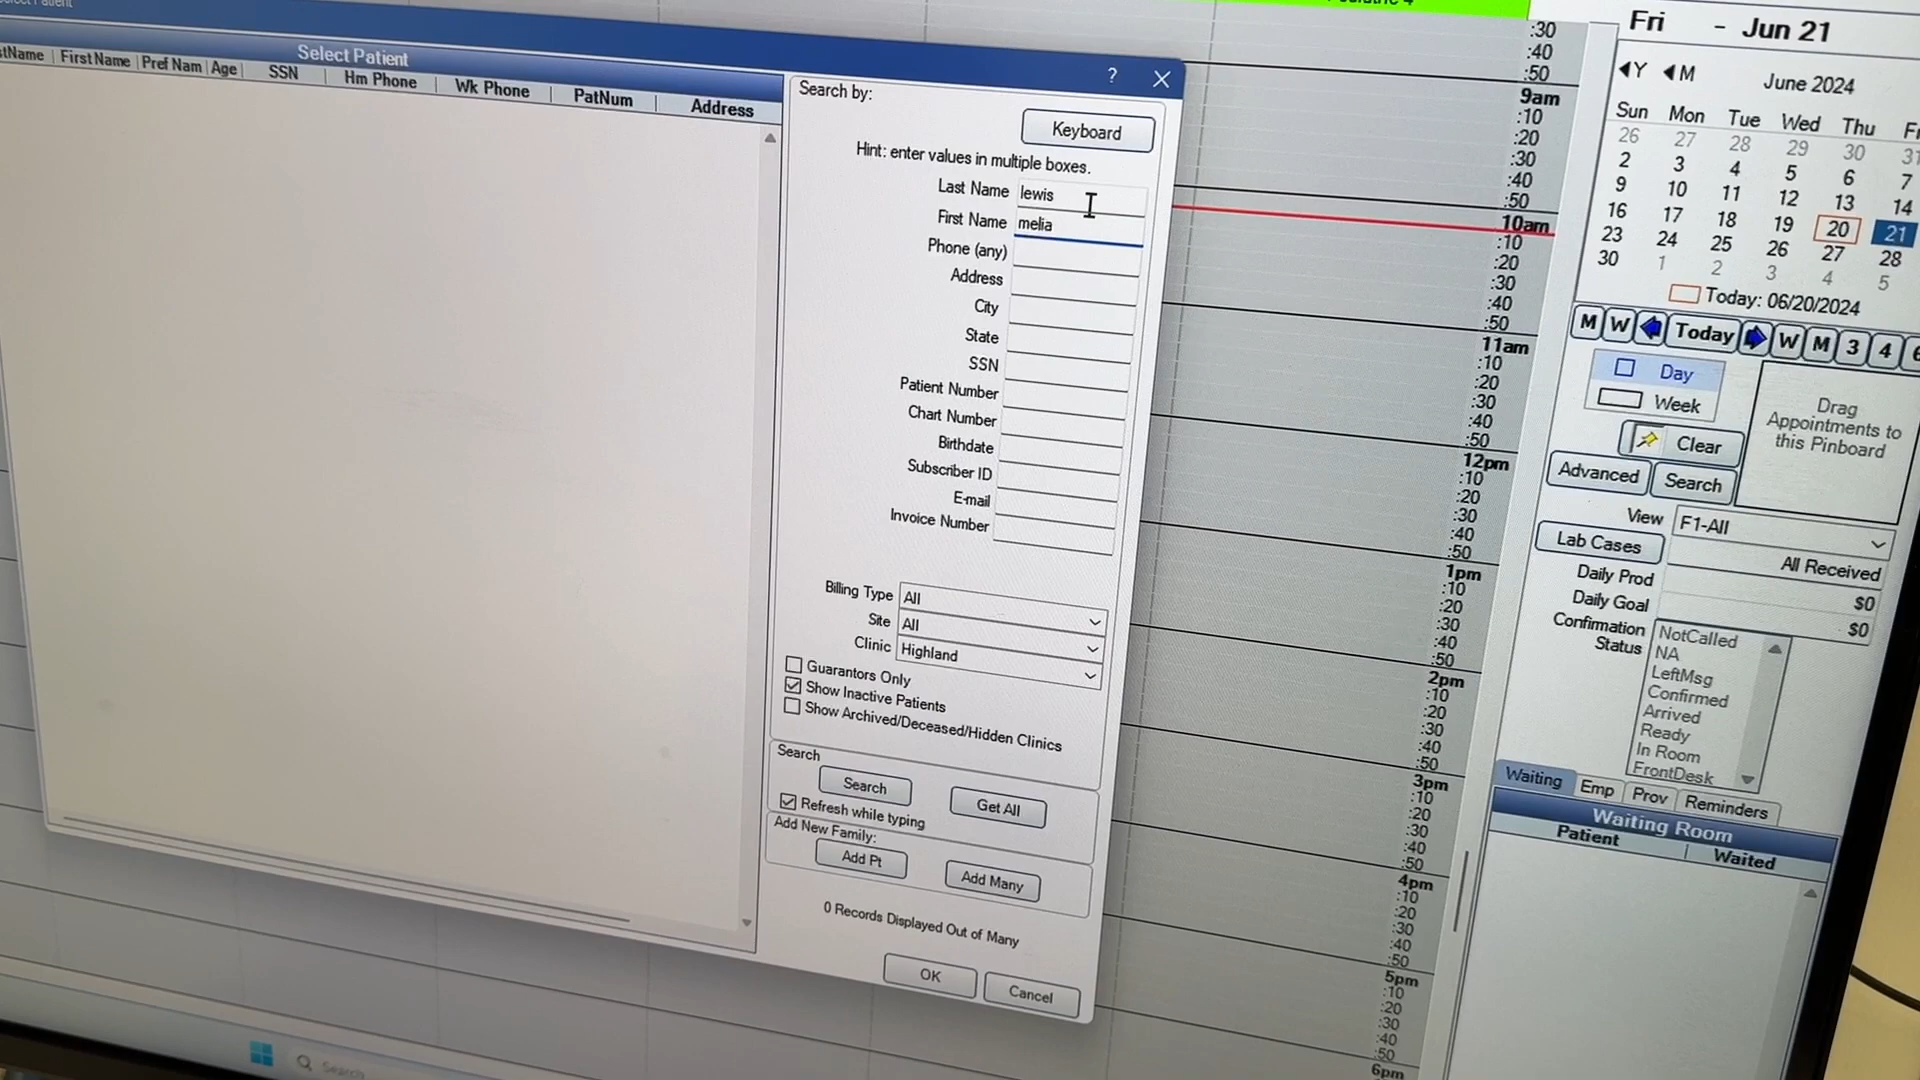 Select Patient
First Name Pref Nam Age SSN Hm Phone Wk Phone PatNum Address
?
Search by:
Keyboard
Hint: enter values in multiple boxes.
Last Name lewis
First Name melia
Phone (any)
Address
City
State
SSN
Patient Number
Chart Number
Birthdate
Subscriber ID
E-mail
Invoice Number
Billing Type All
Site All
Clinic Highland
Guarantors Only
Show Inactive Patients
Show Archived/Deceased/Hidden Clinics
Search
Search Get All
Refresh while typing
Add New Family:
Add Pt Add Many
0 Records Displayed Out of Many
OK Cancel
Search
:30
:40
:50
9am
:10
:20
:30
:40
:50
10am
:10
:20
:30
:40
:50
11am
:10
:20
:30
:40
:50
12pm
:10
:20
:30
:40
:50
1pm
:10
:20
:30
:40
:50
2pm
:10
:20
:30
:40
:50
3pm
:10
:20
:30
:40
:50
4pm
:10
:20
:30
:40
:50
5pm
:10
:20
:30
:40
:50
6pm
Fri - Jun 21
Y M June 2024
Sun Mon Tue Wed Thu
26 27 28 29 30 31
2 3 4 5 6 7
9 10 11 12 13 14
16 17 18 19 20 21
23 24 25 26 27 28
30 1 2 3 4 5
Today: 06/20/2024
M W Today W M 3 4
Day
Week
Drag
Appointments to
this Pinboard
Clear
Advanced Search
View F1-All
Lab Cases All Received
Daily Prod $0
Daily Goal $0
Confirmation
Status
NotCalled
NA
LeftMsg
Confirmed
Arrived
Ready
In Room
FrontDesk
Waiting Emp Prov Reminders
Waiting Room
Patient Waited